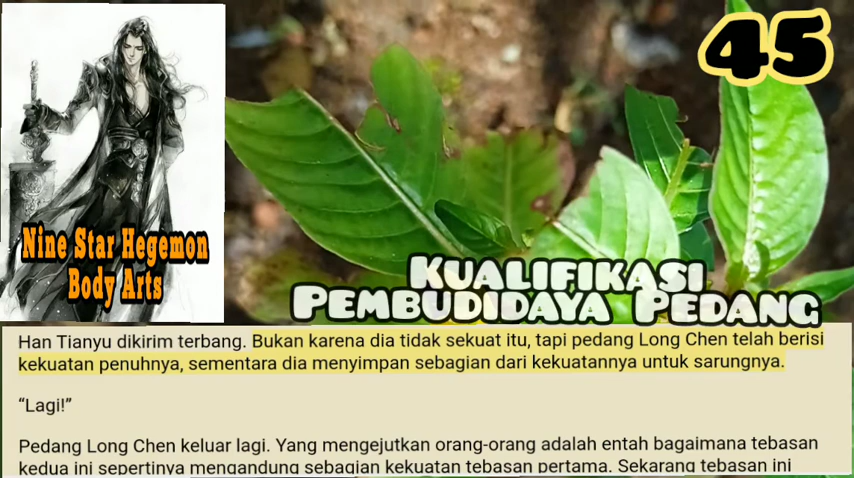 45
Nine Star Hegemon
Body Arts
Kualifikasi
Pembudidaya Pedang
Han Tianyu dikirim terbang. Bukan karena dia tidak sekuat itu, tapi pedang Long Chen telah berisi
kekuatan penuhnya, sementara dia menyimpan sebagian dari kekuatannya untuk sarungnya.
“Lagi!”
Pedang Long Chen keluar lagi. Yang mengejutkan orang-orang adalah entah bagaimana tebasan
kedua ini sepertinya mengandung sebagian kekuatan tebasan pertama. Sekarang tebasan ini